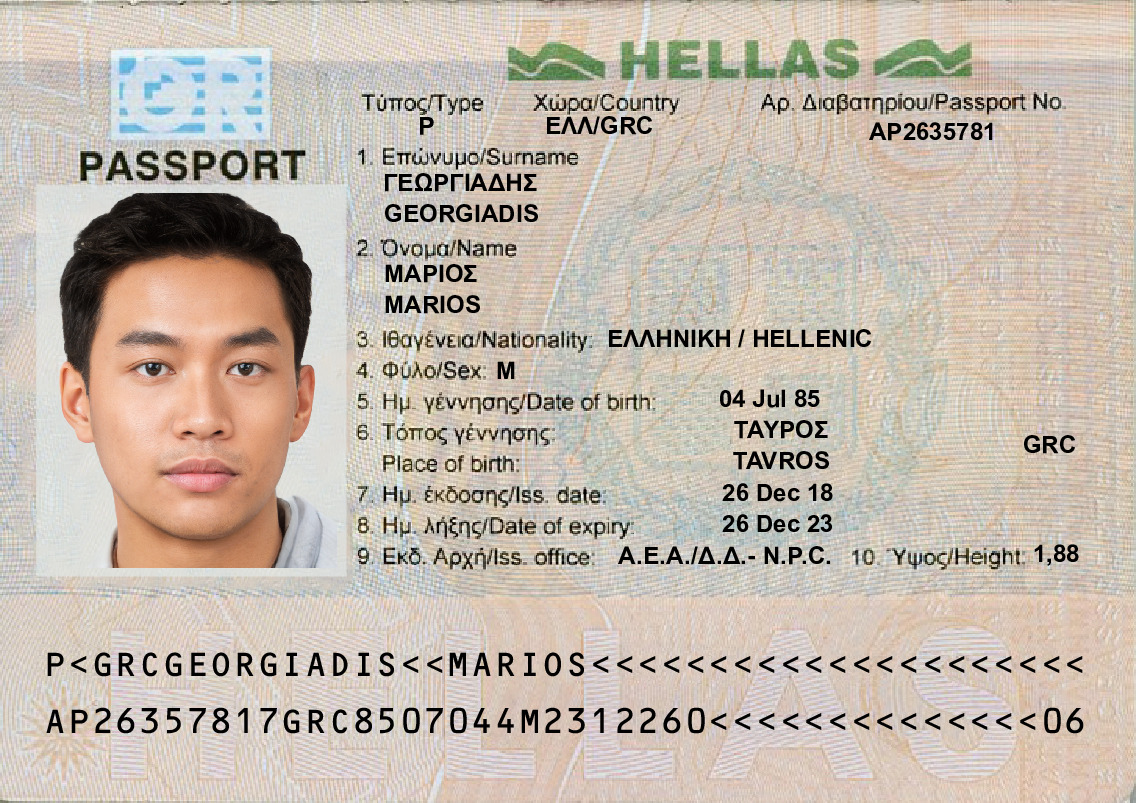 GR
HELLAS
PASSPORT
Τύπος/Type Χώρα/Country Αρ. Διαβατηρίου/Passport No.
P ΕΛΛ/GRC AP2635781
1. Επώνυμο/Surname
ΓΕΩΡΓΙΑΔΗΣ
GEORGIADIS
2. Όνομα/Name
ΜΑΡΙΟΣ
MARIOS
3. Ιθαγένεια/Nationality: ΕΛΛΗΝΙΚΗ / HELLENIC
4. Φύλο/Sex: M
5. Ημ. γέννησης/Date of birth: 04 Jul 85
6. Τόπος γέννησης: ΤΑΥΡΟΣ
Place of birth: TAVROS GRC
7. Ημ. έκδοσης/Iss. date: 26 Dec 18
8. Ημ. λήξης/Date of expiry: 26 Dec 23
9. Εκδ. Αρχή/Iss. office: Α.Ε.Α./Δ.Δ.- N.P.C. 10. Ύψος/Height: 1,88
HELLAS
P<GRCGEORGIADIS<<MARIOS<<<<<<<<<<<<<<<<<<<<<
AP26357817GRC8507044M2312260<<<<<<<<<<<<<<06